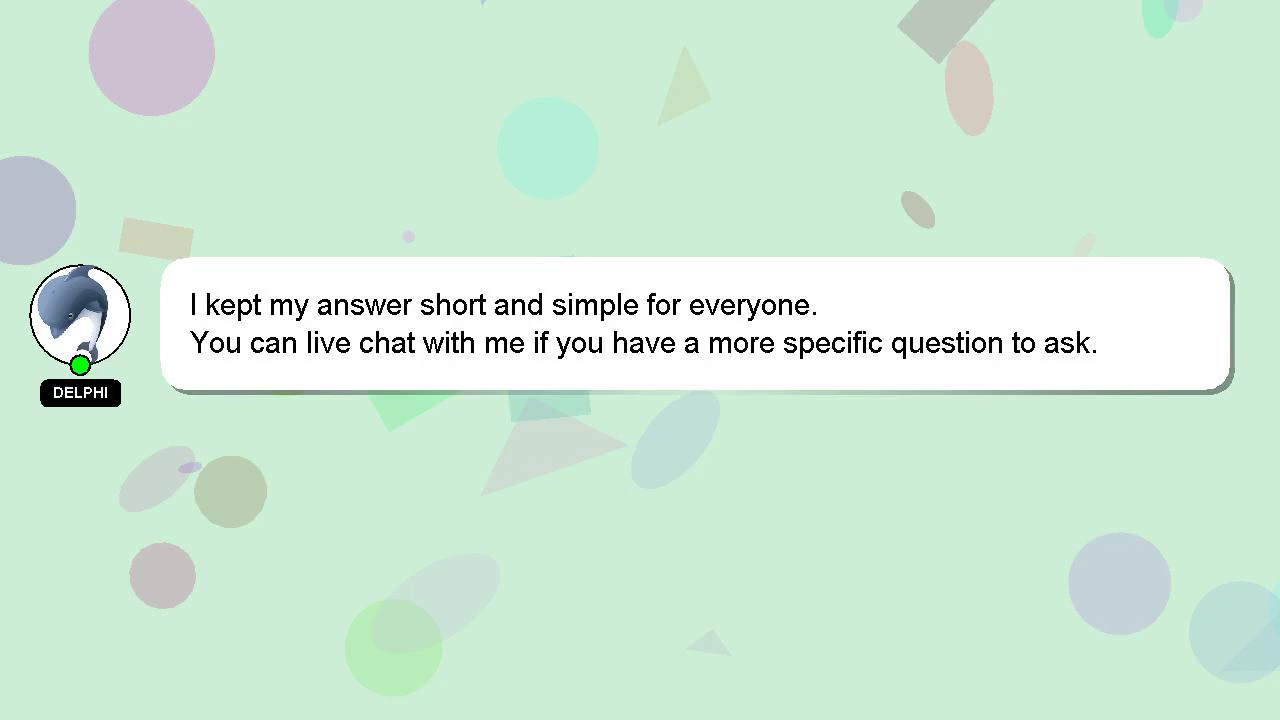 I kept my answer short and simple for everyone.
You can live chat with me if you have a more specific question to ask.
DELPHI